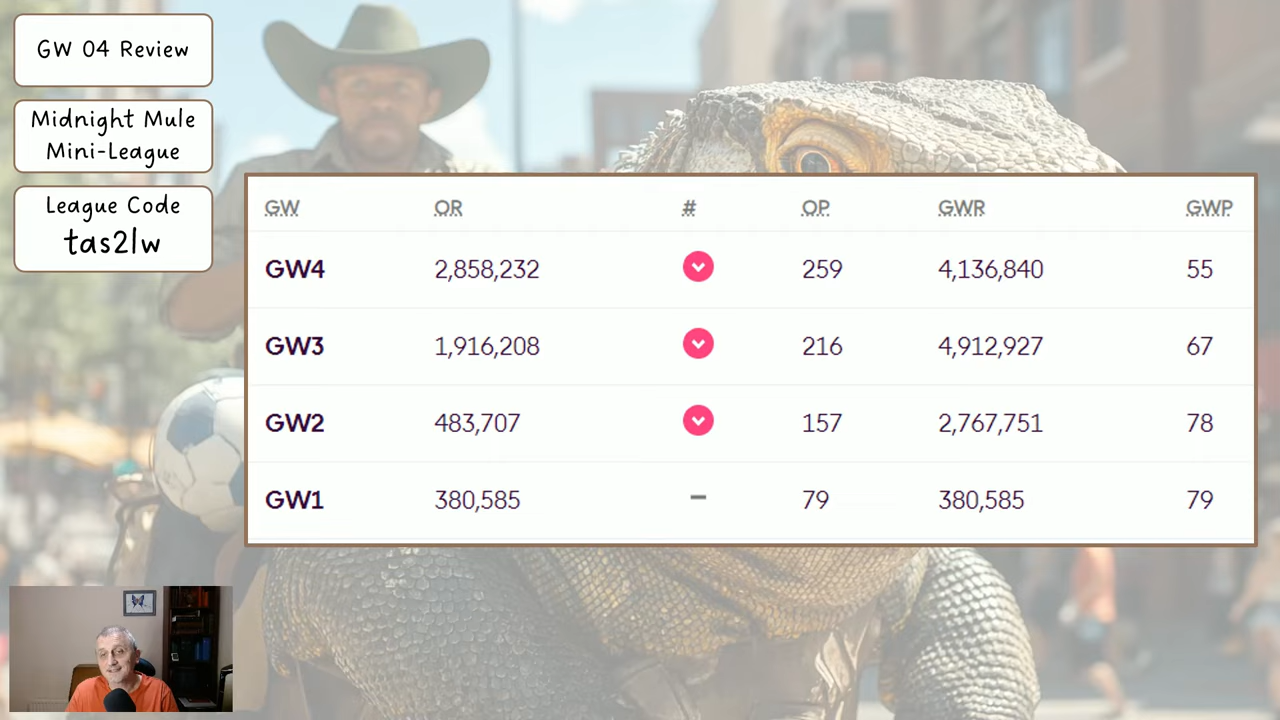 GW 04 Review
Midnight Mule
Mini-League
League Code
tas2lw
GW OR # OP GWR GWP
GW4 2,858,232 259 4,136,840 55
GW3 1,916,208 216 4,912,927 67
GW2 483,707 157 2,767,751 78
GW1 380,585 – 79 380,585 79